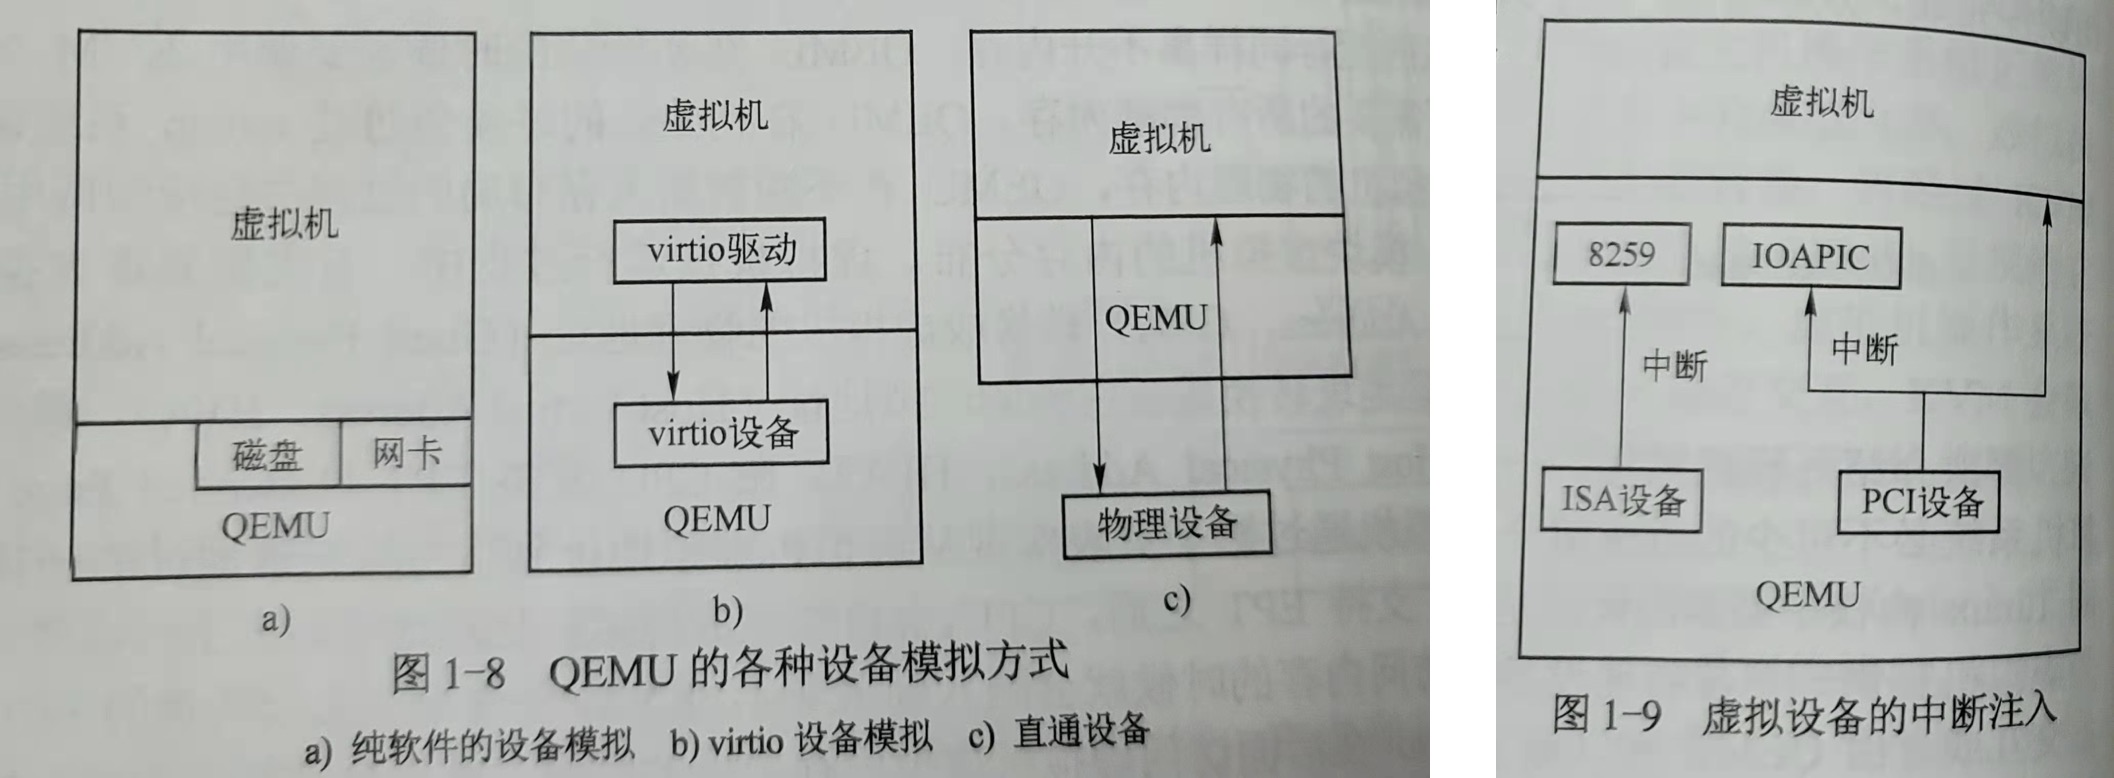 虚拟机
磁盘
网卡
QEMU
a)
虚拟机
virtio驱动
virtio设备
QEMU
b)
虚拟机
QEMU
物理设备
c)
图 1-8 QEMU 的各种设备模拟方式
a) 纯软件的设备模拟 b) virtio 设备模拟 c) 直通设备
虚拟机
8259
IOAPIC
中断
中断
ISA设备
PCI设备
QEMU
图 1-9 虚拟设备的中断注入